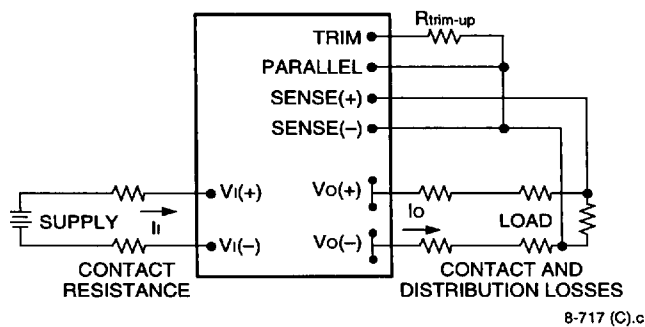 Rtrim-up
TRIM
PARALLEL
SENSE(+)
SENSE(–)
VI(+)
VO(+)
SUPPLY
II
IO
LOAD
VI(–)
VO(–)
CONTACT
RESISTANCE
CONTACT AND
DISTRIBUTION LOSSES
8-717 (C).c